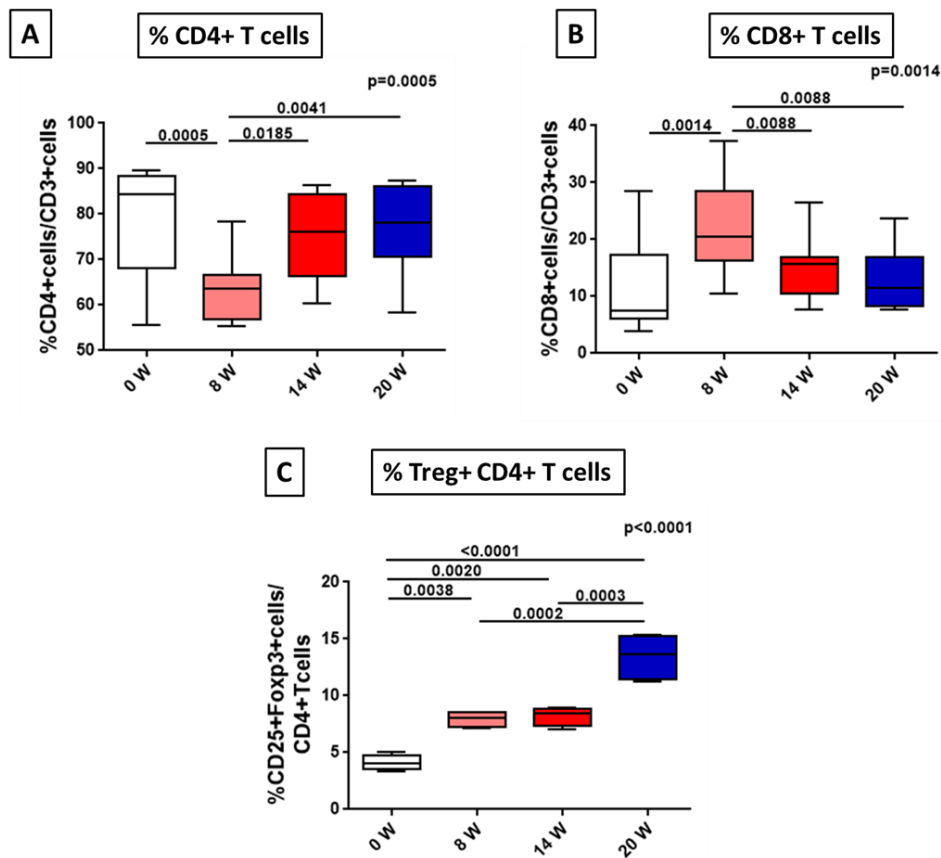 A
% CD4+ T cells
p=0.0005
0.0041
0.0005
0.0185
%CD4+cells/CD3+cells
100
90
80
70
60
50
0 W
8 W
14 W
20 W
B
% CD8+ T cells
p=0.0014
0.0088
0.0014
0.0088
%CD8+cells/CD3+cells
40
30
20
10
0
0 W
8 W
14 W
20 W
C
% Treg+ CD4+ T cells
p<0.0001
<0.0001
0.0020
0.0038
0.0003
0.0002
%CD25+Foxp3+cells/
CD4+Tcells
20
15
10
5
0
0 W
8 W
14 W
20 W